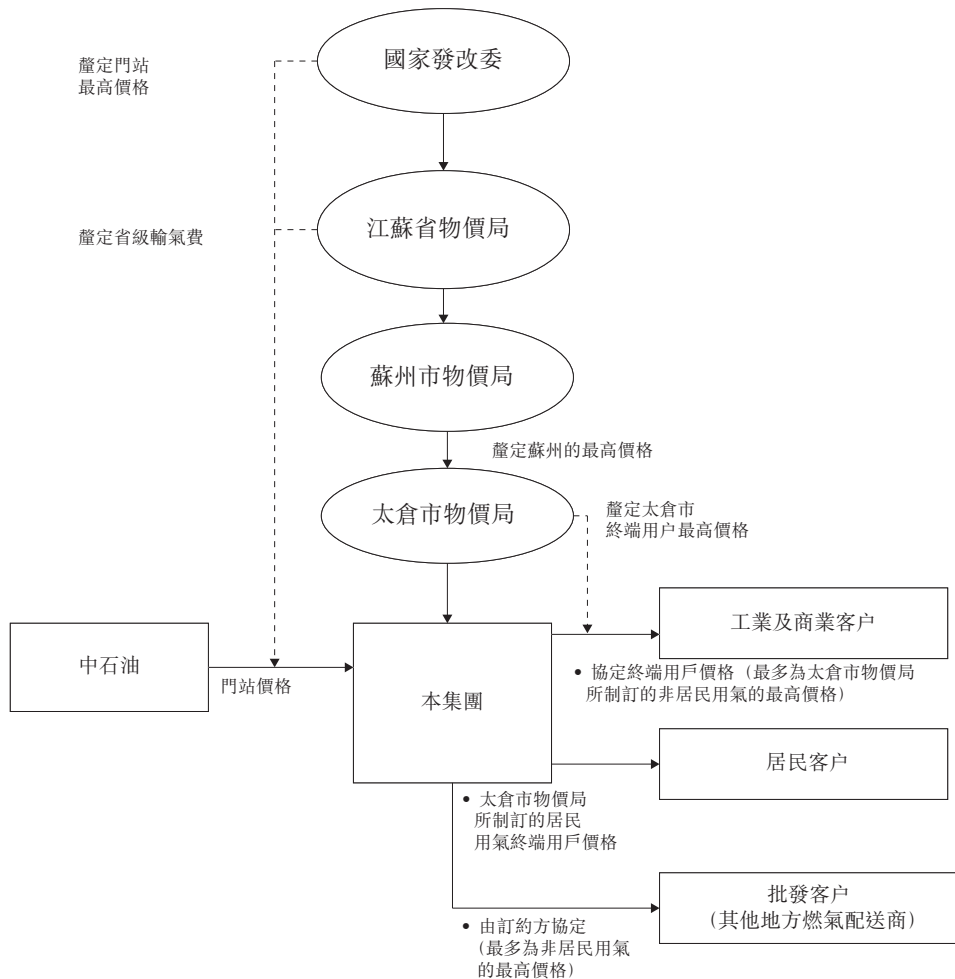 國家發改委
釐定門站
最高價格
江蘇省物價局
釐定省級輸氣費
蘇州市物價局
釐定蘇州的最高價格
太倉市物價局
釐定太倉市
終端用户最高價格
工業及商業客户
中石油
門站價格
本集團
• 協定終端用戶價格（最多為太倉市物價局
所制訂的非居民用氣的最高價格）
居民客户
• 太倉市物價局
所制訂的居民
用氣終端用戶價格
批發客户
（其他地方燃氣配送商）
• 由訂約方協定
（最多為非居民用氣
的最高價格）